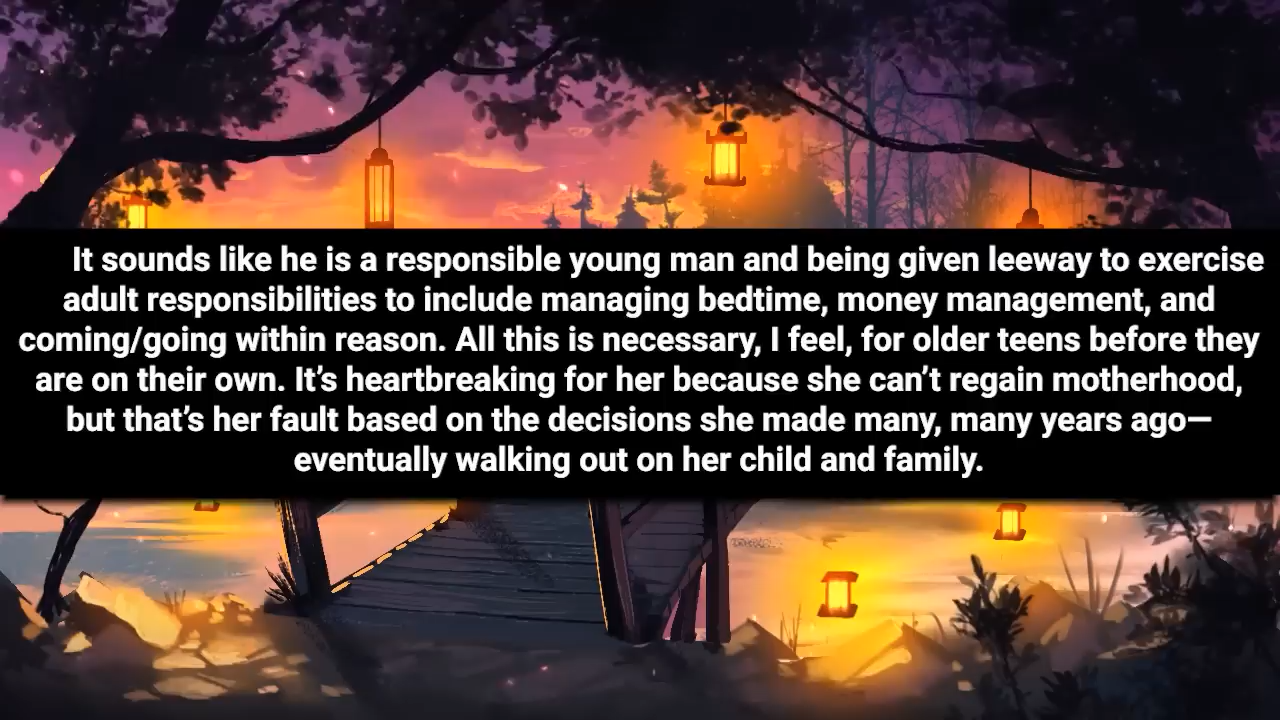 It sounds like he is a responsible young man and being given leeway to exercise
adult responsibilities to include managing bedtime, money management, and
coming/going within reason. All this is necessary, I feel, for older teens before they
are on their own. It’s heartbreaking for her because she can’t regain motherhood,
but that’s her fault based on the decisions she made many, many years ago—
eventually walking out on her child and family.